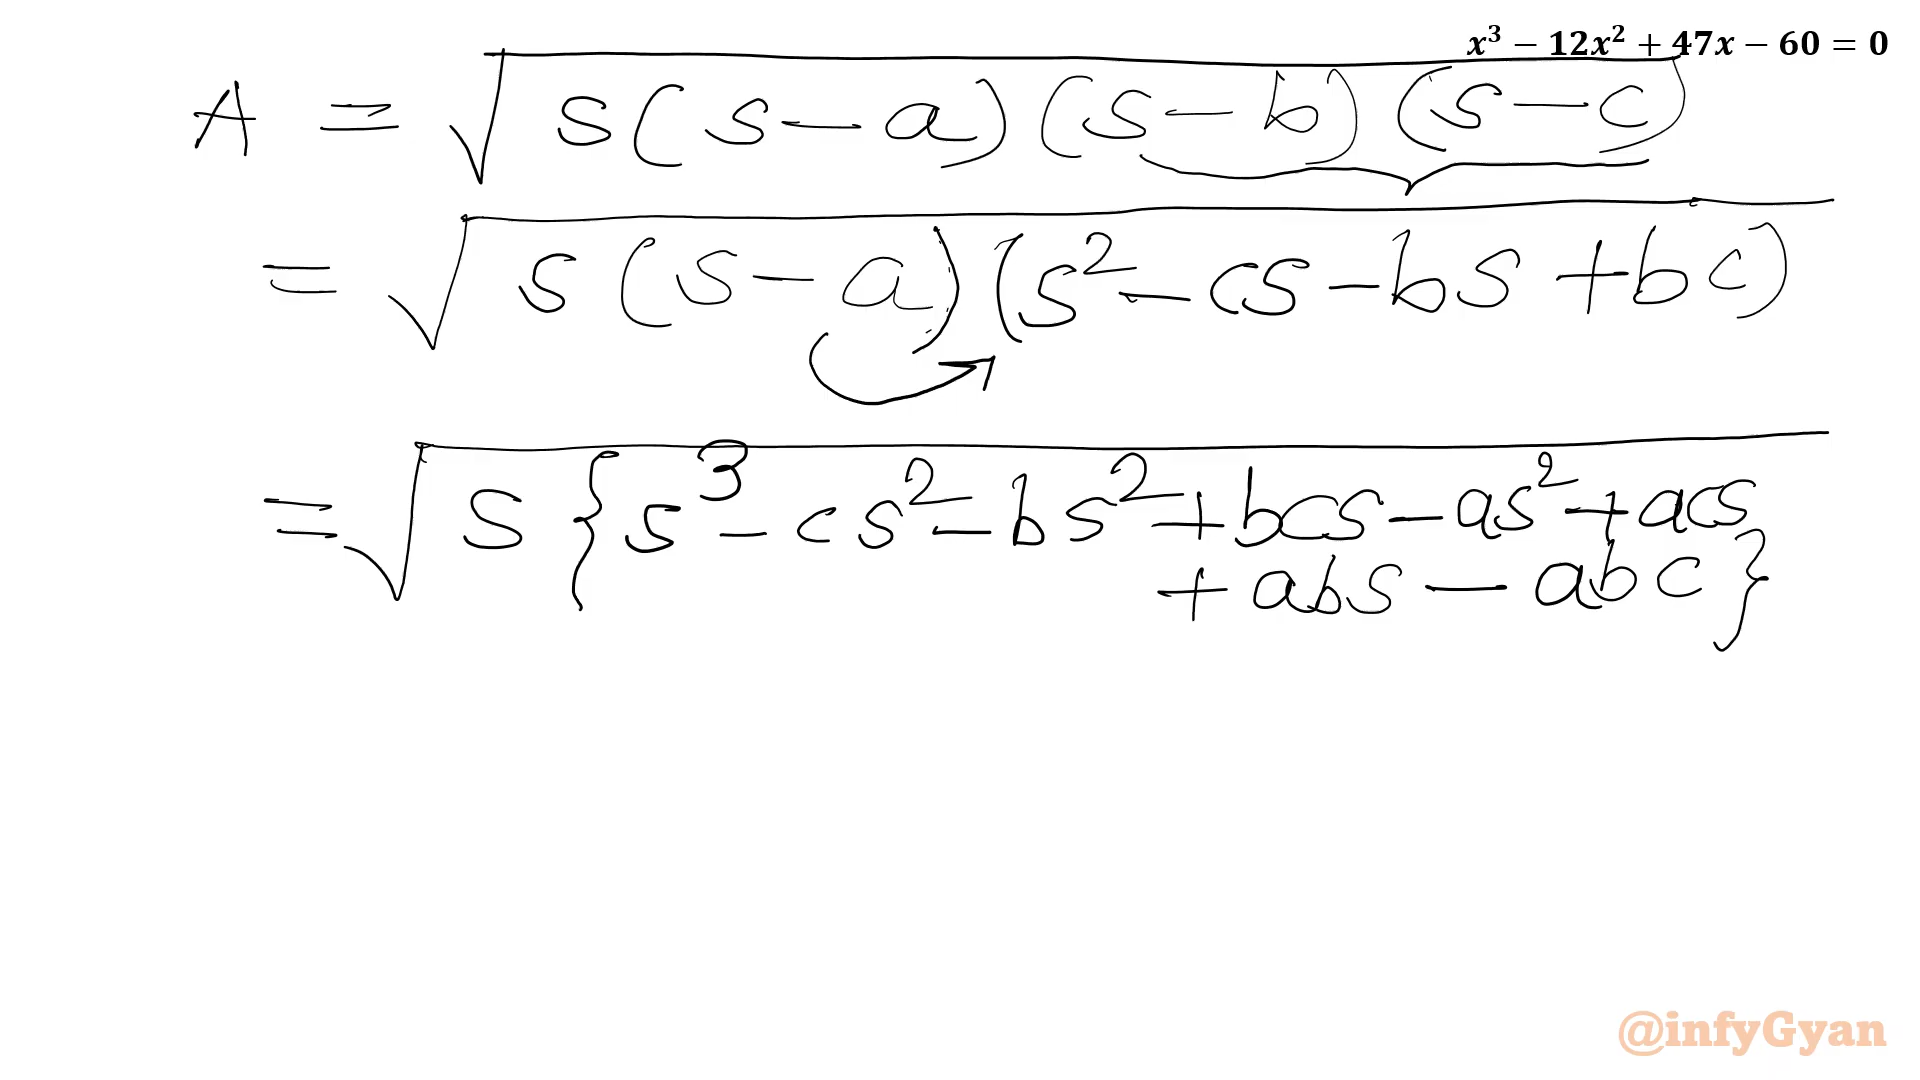 x³ − 12x² + 47x − 60 = 0
A = √s(s−a)(s−b)(s−c)
= √s(s−a)(s²−cs−bs+bc)
= √s{s³−cs²−bs²+bcs−as²+acs
+abs−abc}
@infyGyan